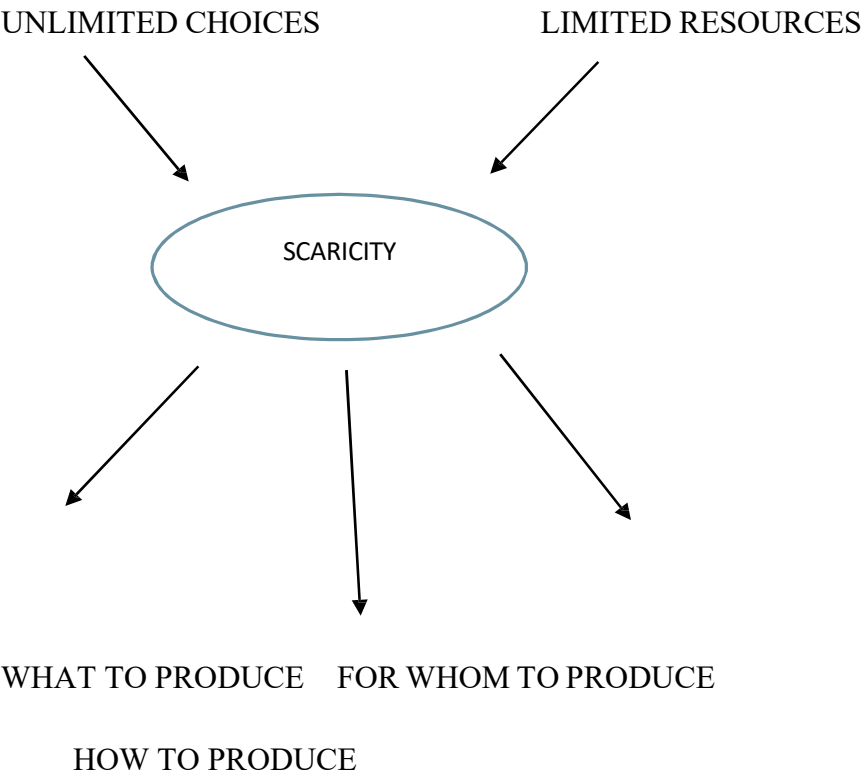 UNLIMITED CHOICES
LIMITED RESOURCES
SCARICITY
WHAT TO PRODUCE
FOR WHOM TO PRODUCE
HOW TO PRODUCE